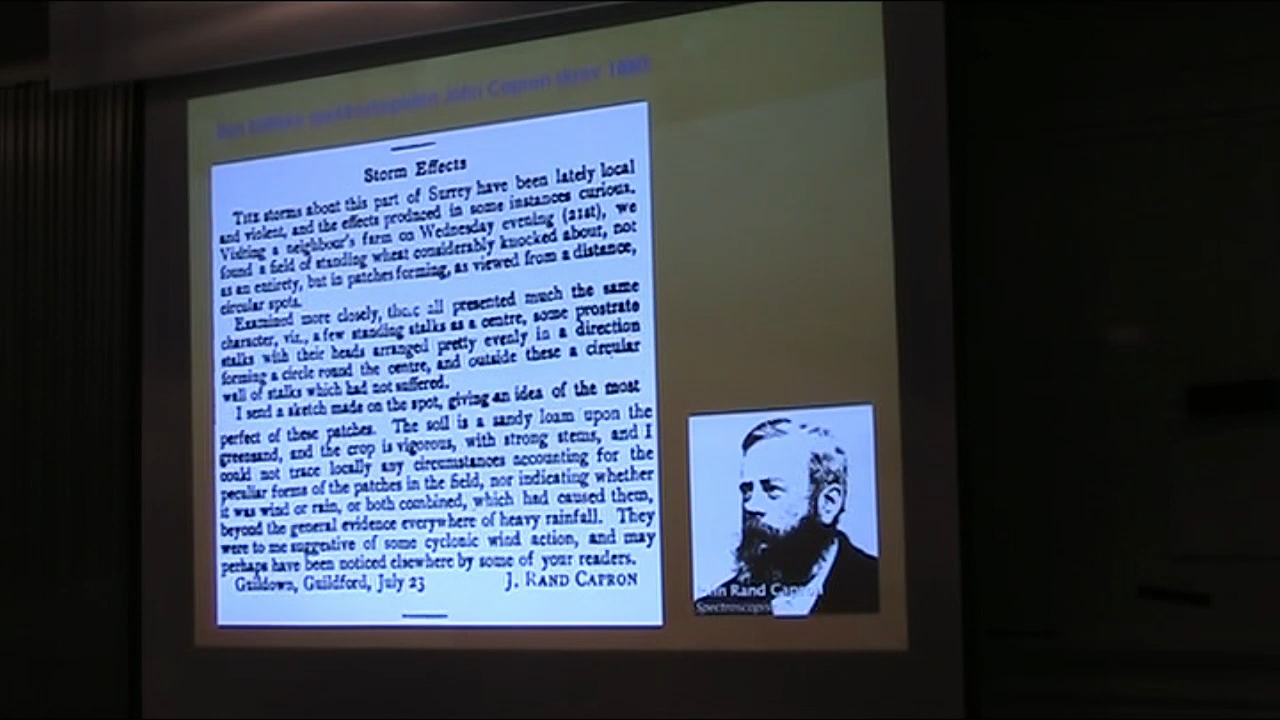 John Capron skrev 1880
Storm Effects
THE storms about this part of Surrey have been lately local
and violent, and the effects produced in some instances curious.
Visiting a neighbour's farm on Wednesday evening (21st), we
found a field of standing wheat considerably knocked about, not
as an entirety, but in patches forming, as viewed from a distance,
circular spots.
Examined more closely, these all presented much the same
character, viz., a few standing stalks as a centre, some prostrate
stalks with their heads arranged pretty evenly in a direction
forming a circle round the centre, and outside these a circular
wall of stalks which had not suffered.
I send a sketch made on the spot, giving an idea of the most
perfect of these patches. The soil is a sandy loam upon the
greensand, and the crop is vigorous, with strong stems, and I
could not trace locally any circumstances accounting for the
peculiar forms of the patches in the field, nor indicating whether
it was wind or rain, or both combined, which had caused them,
beyond the general evidence everywhere of heavy rainfall. They
were to me suggestive of some cyclonic wind action, and may
perhaps have been noticed elsewhere by some of your readers.
Guildown, Guildford, July 23 J. RAND CAPRON
John Rand Capron
Spectroscopist